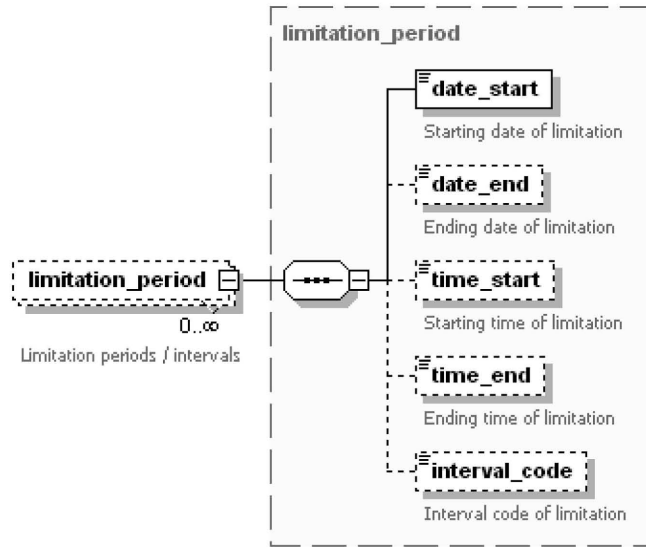 limitation_period
date_start
Starting date of limitation
date_end
Ending date of limitation
limitation_period
0..∞
Limitation periods / intervals
time_start
Starting time of limitation
time_end
Ending time of limitation
interval_code
Interval code of limitation